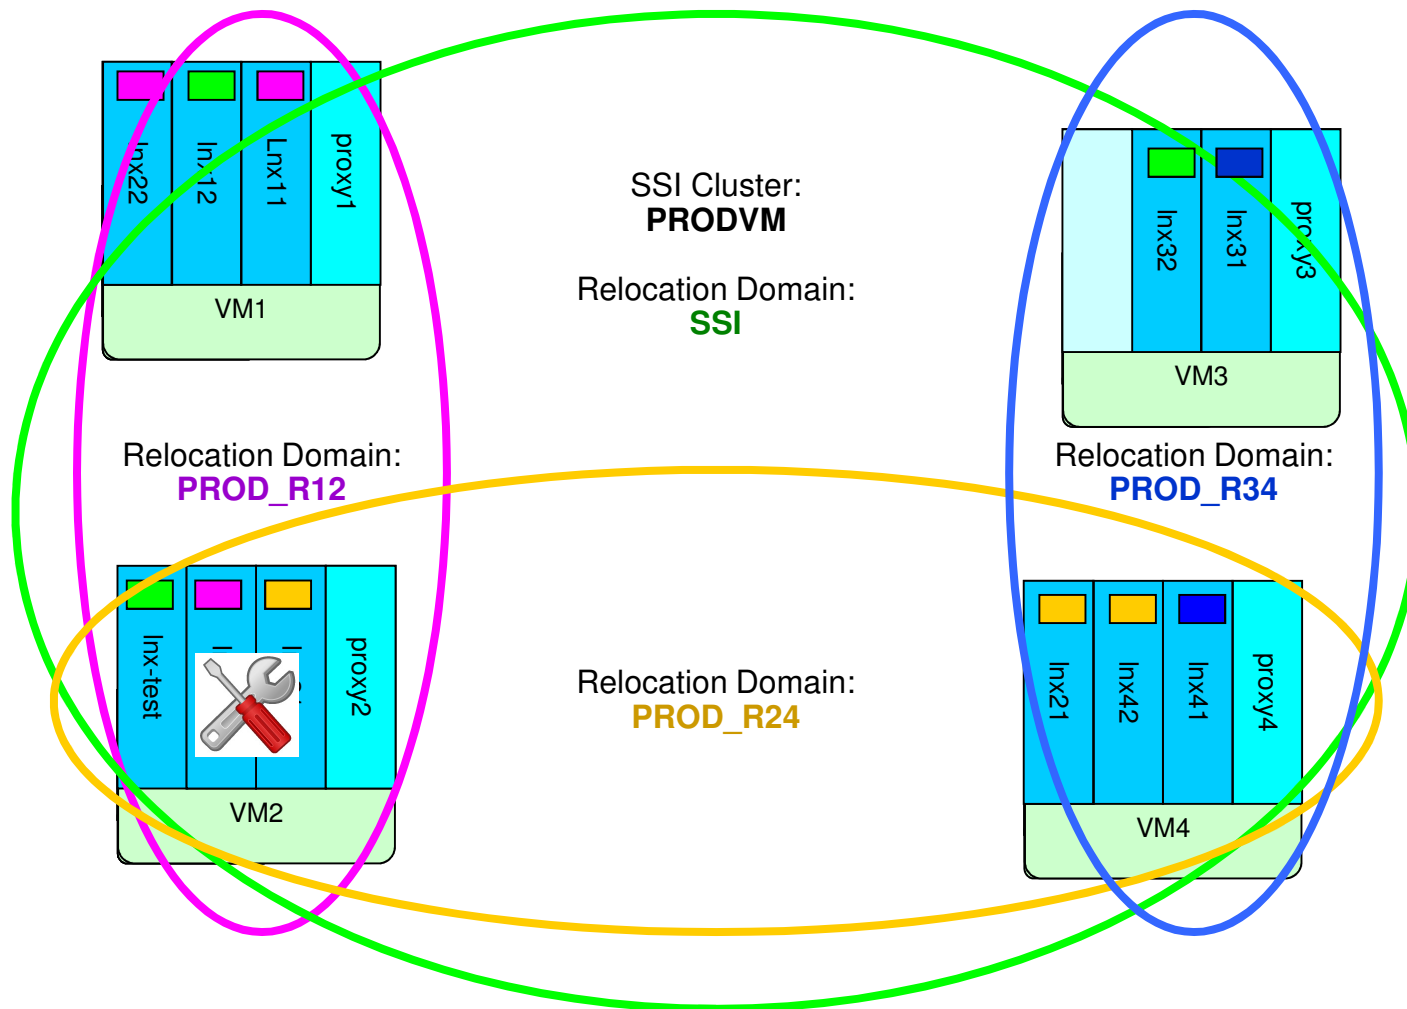 lnx22
lnx12
Lnx11
proxy1
VM1
SSI Cluster:
PRODVM
Relocation Domain:
SSI
lnx32
lnx31
proxy3
VM3
Relocation Domain:
PROD_R12
Relocation Domain:
PROD_R34
lnx-test
proxy2
VM2
Relocation Domain:
PROD_R24
lnx21
lnx42
lnx41
proxy4
VM4